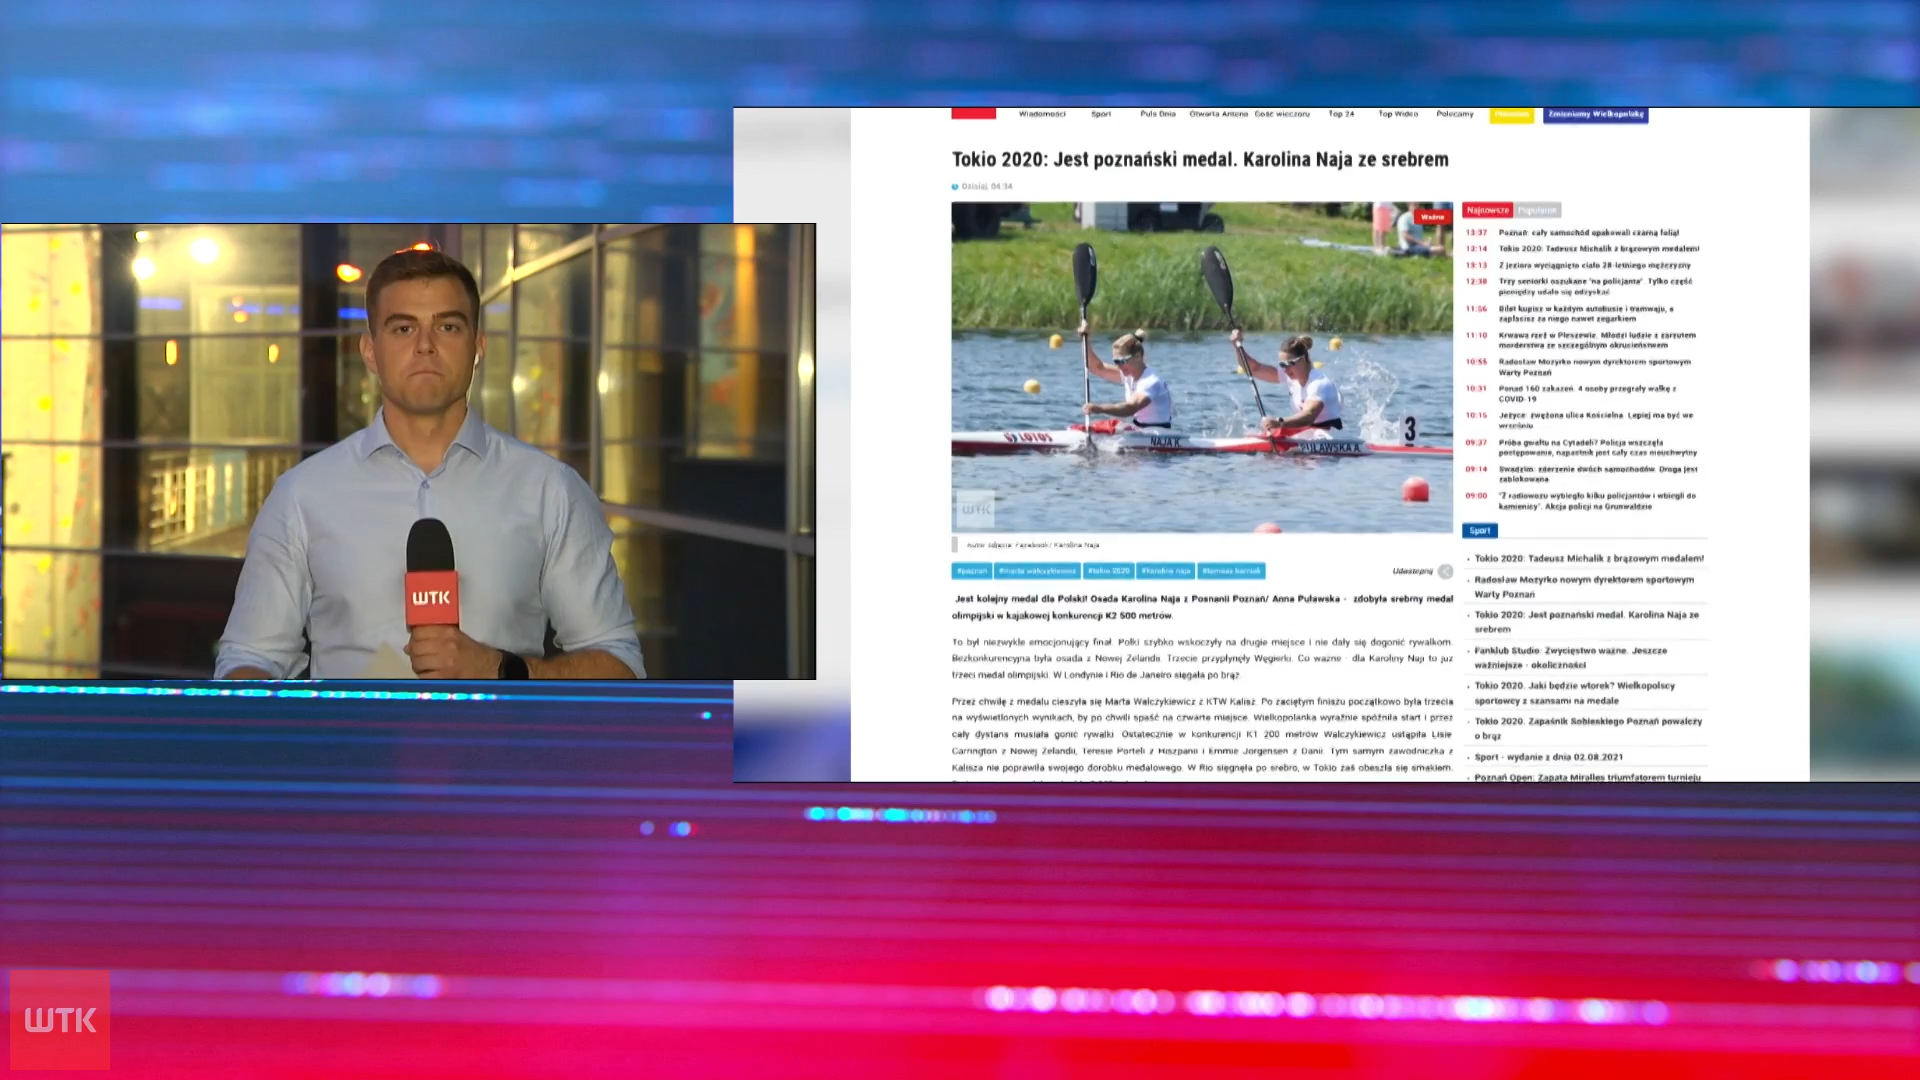 Wiadomości Sport Puls Dnia Otwarta Antena Gość wieczoru Top 24 Top Wideo Polecamy Zmieniamy Wielkopolskę
Tokio 2020: Jest poznański medal. Karolina Naja ze srebrem
Dzisiaj, 04:34
Ważne
LOTOS
NAJA K.
PUŁAWSKA A.
3
WTK
Autor zdjęcia: Facebook/ Karolina Naja
#poznań #marta walczykiewicz #tokio 2020 #karolina naja
Udostępnij
Jest kolejny medal dla Polski! Osada Karolina Naja z Posnanii Poznań/ Anna Puławska - zdobyła srebrny medal
olimpijski w kajakowej konkurencji K2 500 metrów.
To był niezwykle emocjonujący finał. Polki szybko wskoczyły na drugie miejsce i nie dały się dogonić rywalkom.
Bezkonkurencyjna była osada z Nowej Zelandii. Trzecie przypłynęły Węgierki. Co ważne - dla Karoliny Naji to już
trzeci medal olimpijski. W Londynie i Rio de Janeiro sięgała po brąz.
Przez chwilę z medalu cieszyła się Marta Walczykiewicz z KTW Kalisz. Po zaciętym finiszu początkowo była trzecia
na wyświetlonych wynikach, by po chwili spaść na czwarte miejsce. Wielkopolanka wyraźnie spóźniła start i przez
cały dystans musiała gonić rywalki. Ostatecznie w konkurencji K1 200 metrów Walczykiewicz ustąpiła Lisie
Carrington z Nowej Zelandii, Teresie Porteli z Hiszpanii i Emmie Jorgensen z Danii. Tym samym zawodniczka z
Kalisza nie poprawiła swojego dorobku medalowego. W Rio sięgnęła po srebro, w Tokio zaś obeszła się smakiem.
Najnowsze Popularne
13:37 Poznań: cały samochód opakowali czarną folią!
12:14 Tokio 2020: Tadeusz Michalik z brązowym medalem!
13:13 Z jeziora wyciągnięto ciało 28-letniego mężczyzny
12:38 Trzy seniorki oszukane "na policjanta". Tylko część
pieniędzy udało się odzyskać
11:56 Bilet kupisz w każdym autobusie i tramwaju, a
zapłacisz za niego nawet zegarkiem
11:10 Krwawa rzeź w Pleszewie. Młodzi ludzie z zarzutem
morderstwa ze szczególnym okrucieństwem
10:55 Radosław Mozyrko nowym dyrektorem sportowym
Warty Poznań
10:31 Ponad 160 zakażeń. 4 osoby przegrały walkę z
COVID-19
10:15 Jeżyce: zwężona ulica Kościelna. Lepiej ma być we
wrześniu
09:37 Próba gwałtu na Cytadeli? Policja wszczęła
postępowanie, napastnik jest cały czas nieuchwytny
09:14 Swadzim: zderzenie dwóch samochodów. Droga jest
zablokowana
09:00 "Z radiowozu wybiegło kilku policjantów i wbiegli do
kamienicy". Akcja policji na Grunwaldzie
Sport
Tokio 2020: Tadeusz Michalik z brązowym medalem!
Radosław Mozyrko nowym dyrektorem sportowym
Warty Poznań
Tokio 2020: Jest poznański medal. Karolina Naja ze
srebrem
Fanklub Studio: Zwycięstwo ważne. Jeszcze
ważniejsze - okoliczności
Tokio 2020. Jaki będzie wtorek? Wielkopolscy
sportowcy z szansami na medale
Tokio 2020. Zapaśnik Sobieskiego Poznań powalczy
o brąz
Sport - wydanie z dnia 02.08.2021
Poznań Open: Zapata Miralles triumfatorem turnieju
WTK
WTK